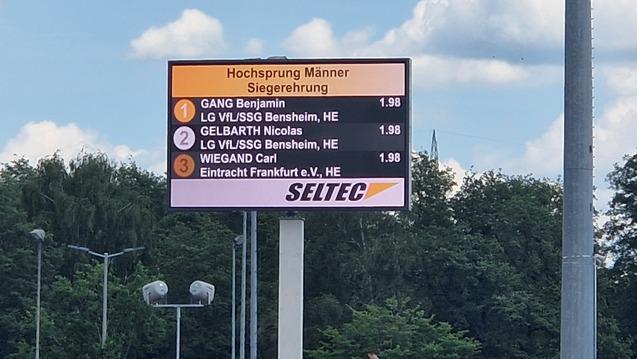 Hochsprung Männer
Siegerehrung
1 GANG Benjamin 1.98
LG VfL/SSG Bensheim, HE
2 GELBARTH Nicolas 1.98
LG VfL/SSG Bensheim, HE
3 WIEGAND Carl 1.98
Eintracht Frankfurt e.V., HE
SELTEC